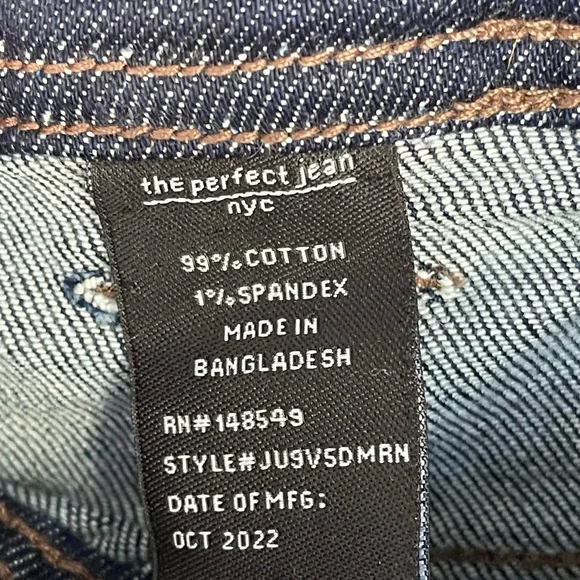 the perfect jean
nyc
99% COTTON
1% SPANDEX
MADE IN
BANGLADESH
RN# 148549
STYLE# JU9V5DMRN
DATE OF MFG:
OCT 2022